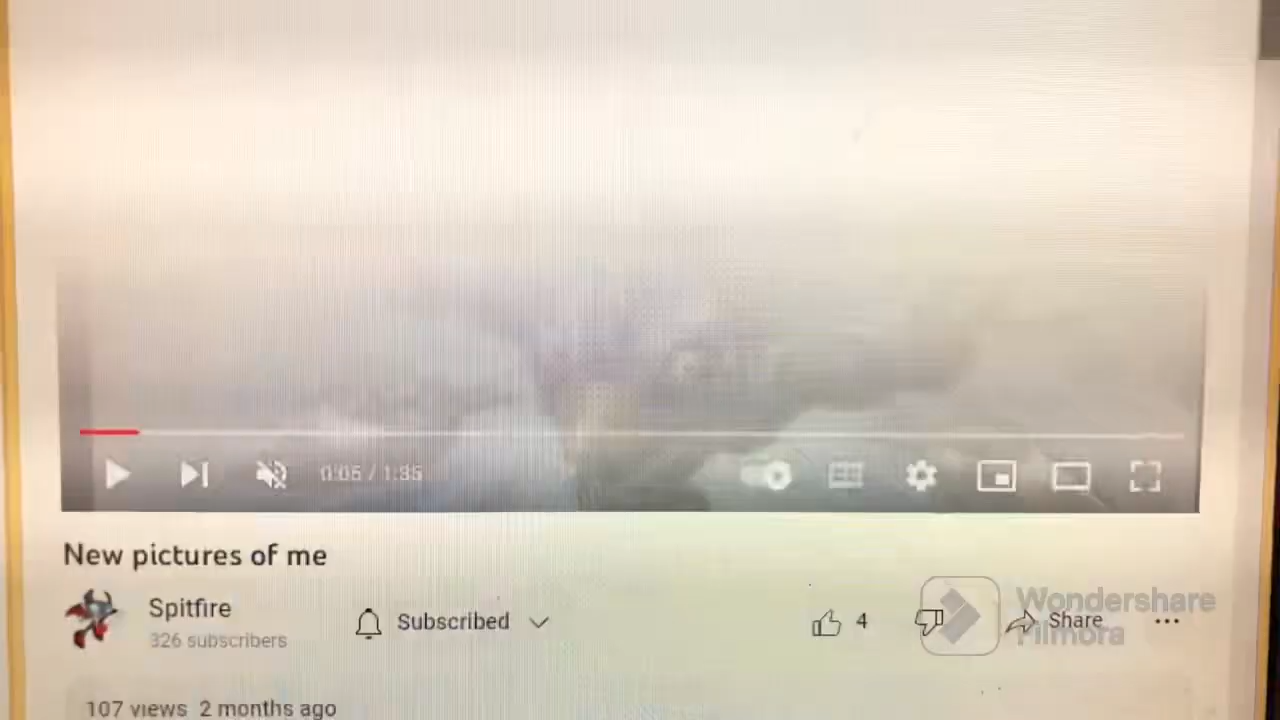 0:05 / 1:35
New pictures of me
Spitfire
326 subscribers
Subscribed
4
Share
Wondershare
Filmora
107 views 2 months ago